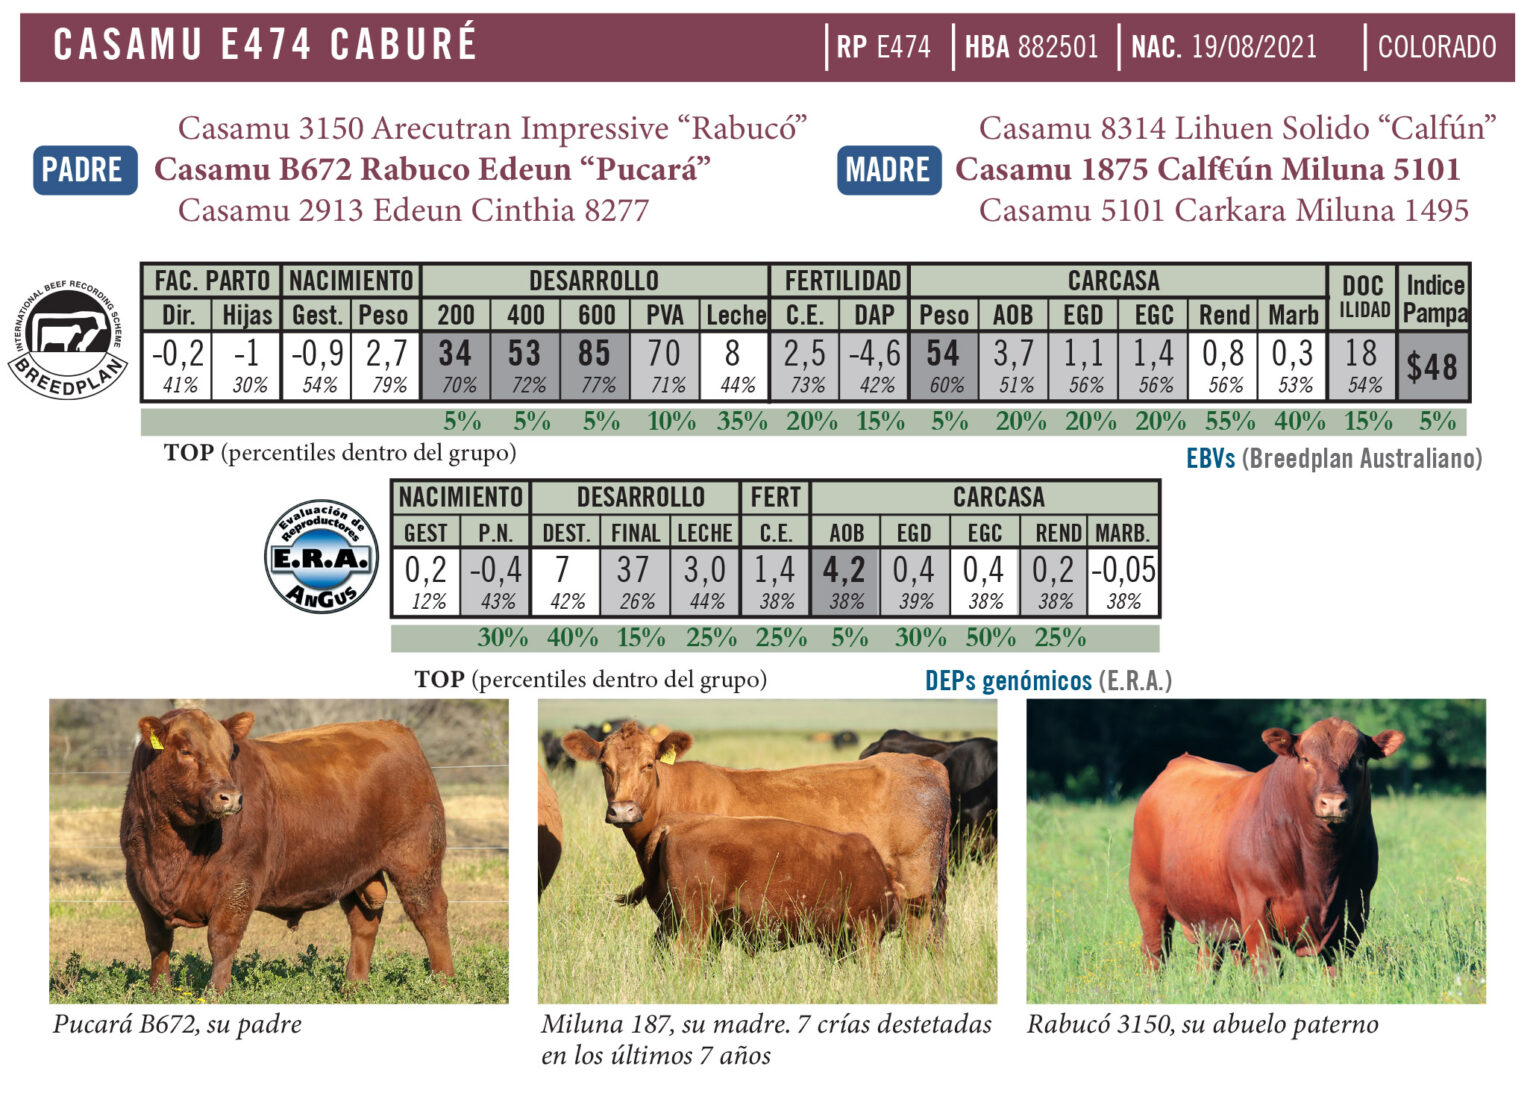 CASAMU E474 CABURÉ
RP E474 HBA 882501 NAC. 19/08/2021 COLORADO
Casamu 3150 Arecutran Impressive “Rabucó”
PADRE Casamu B672 Rabuco Edeun “Pucará”
Casamu 2913 Edeun Cinthia 8277
Casamu 8314 Lihuen Solido “Calfún”
MADRE Casamu 1875 Calf€ún Miluna 5101
Casamu 5101 Carkara Miluna 1495
INTERNATIONAL BEEF RECORDING SCHEME
BREEDPLAN
FAC. PARTO NACIMIENTO DESARROLLO FERTILIDAD CARCASA DOC Indice
Dir. Hijas Gest. Peso 200 400 600 PVA Leche C.E. DAP Peso AOB EGD EGC Rend Marb ILIDAD Pampa
-0,2 -1 -0,9 2,7 34 53 85 70 8 2,5 -4,6 54 3,7 1,1 1,4 0,8 0,3 18 $48
41% 30% 54% 79% 70% 72% 77% 71% 44% 73% 42% 60% 51% 56% 56% 56% 53% 54%
5% 5% 5% 10% 35% 20% 15% 5% 20% 20% 20% 55% 40% 15% 5%
TOP (percentiles dentro del grupo)
EBVs (Breedplan Australiano)
Evaluación de
Reproductores
E.R.A.
AnGus
NACIMIENTO DESARROLLO FERT CARCASA
GEST P.N. DEST. FINAL LECHE C.E. AOB EGD EGC REND MARB.
0,2 -0,4 7 37 3,0 1,4 4,2 0,4 0,4 0,2 -0,05
12% 43% 42% 26% 44% 38% 38% 39% 38% 38% 38%
30% 40% 15% 25% 25% 5% 30% 50% 25%
TOP (percentiles dentro del grupo)
DEPs genómicos (E.R.A.)
Pucará B672, su padre
Miluna 187, su madre. 7 crías destetadas
en los últimos 7 años
Rabucó 3150, su abuelo paterno